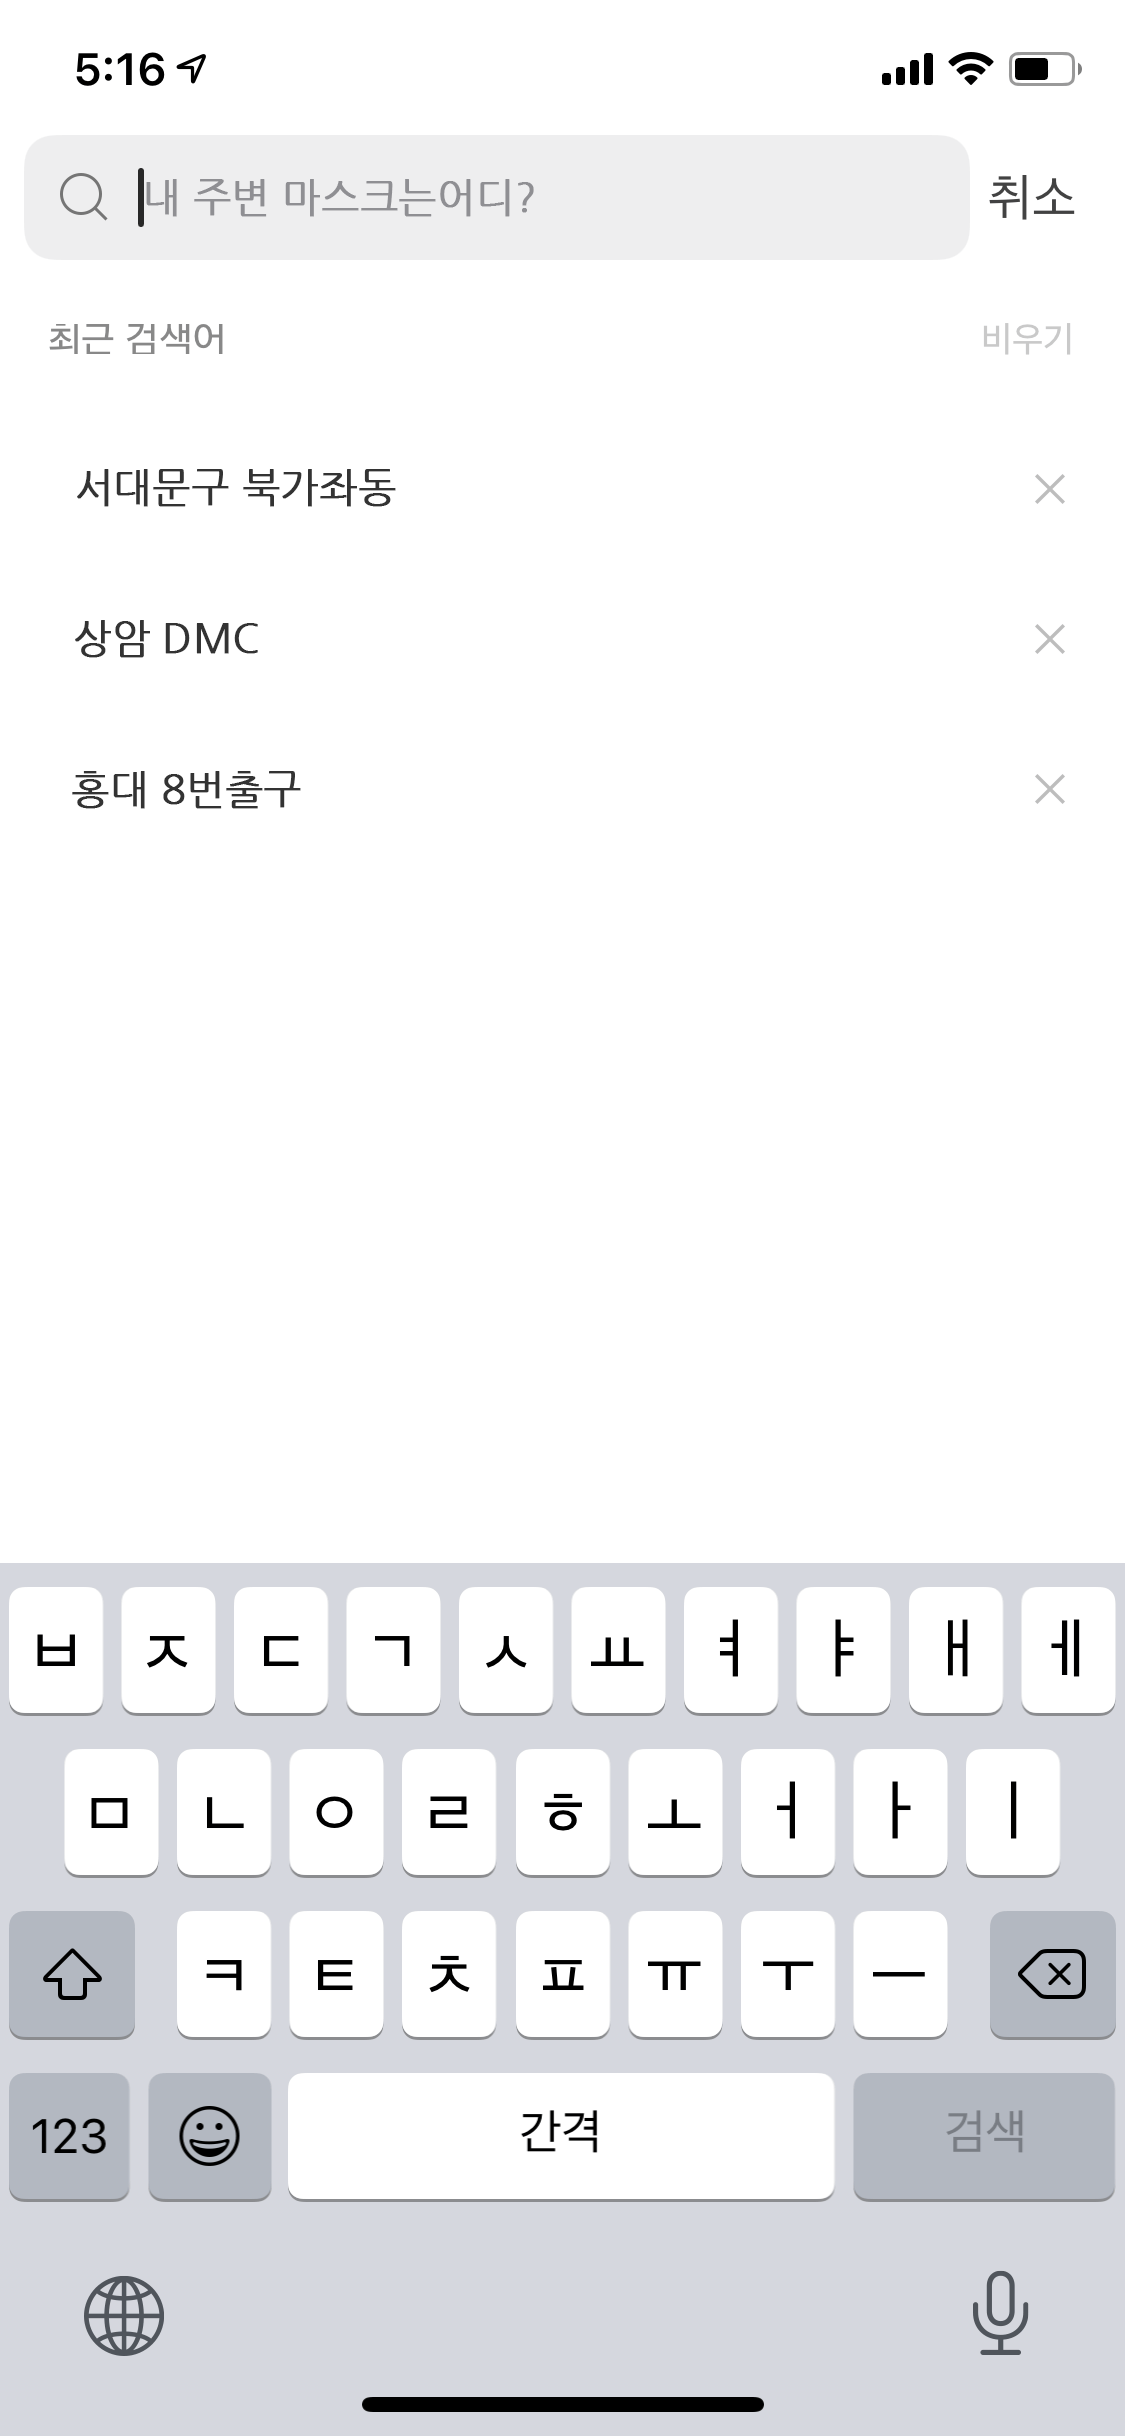 5:16
내 주변 마스크는어디?
취소
최근 검색어
비우기
서대문구 북가좌동
상암 DMC
홍대 8번출구
ㅂ ㅈ ㄷ ㄱ ㅅ ㅛ ㅕ ㅑ ㅐ ㅔ
ㅁ ㄴ ㅇ ㄹ ㅎ ㅗ ㅓ ㅏ ㅣ
ㅋ ㅌ ㅊ ㅍ ㅠ ㅜ ㅡ
123 간격 검색